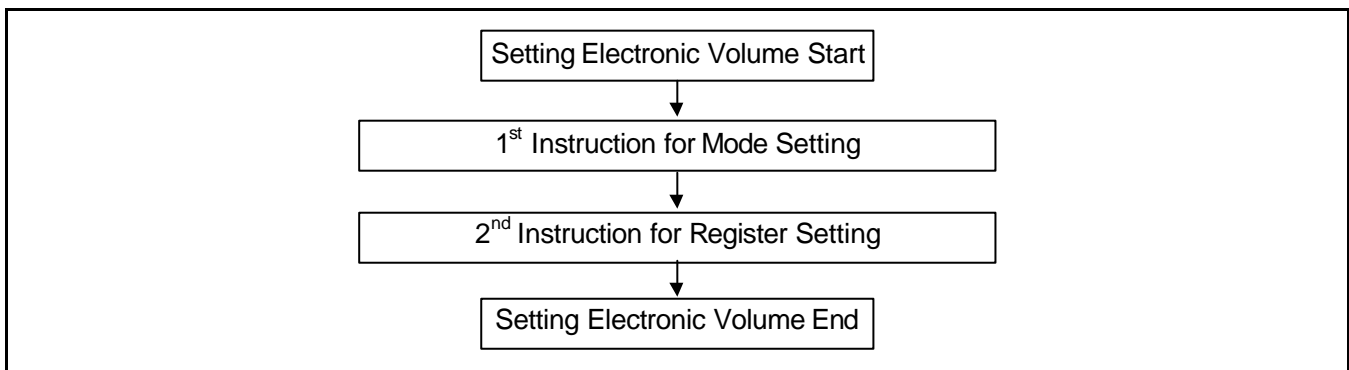 Setting Electronic Volume Start
1st Instruction for Mode Setting
2nd Instruction for Register Setting
Setting Electronic Volume End